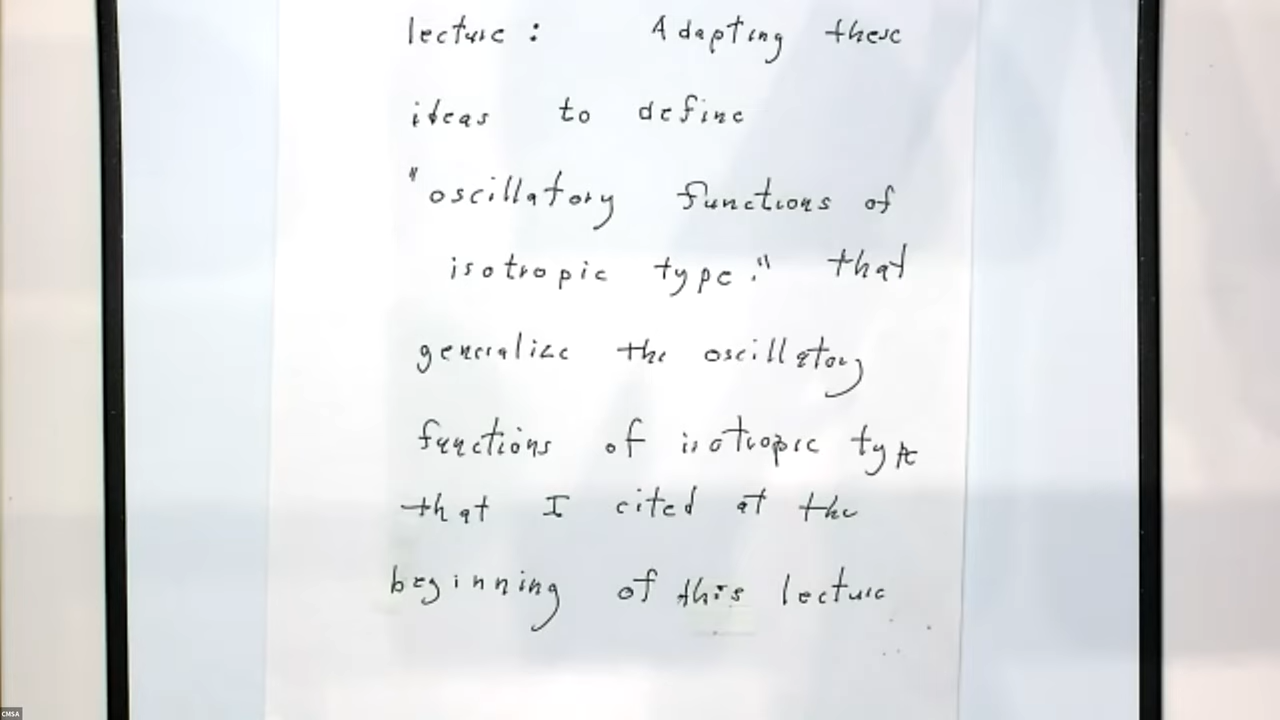 lecture : Adapting these
ideas to define
"oscillatory functions of
isotropic type." that
generalize the oscillatory
functions of isotropic type
that I cited at the
beginning of this lecture
CMSA